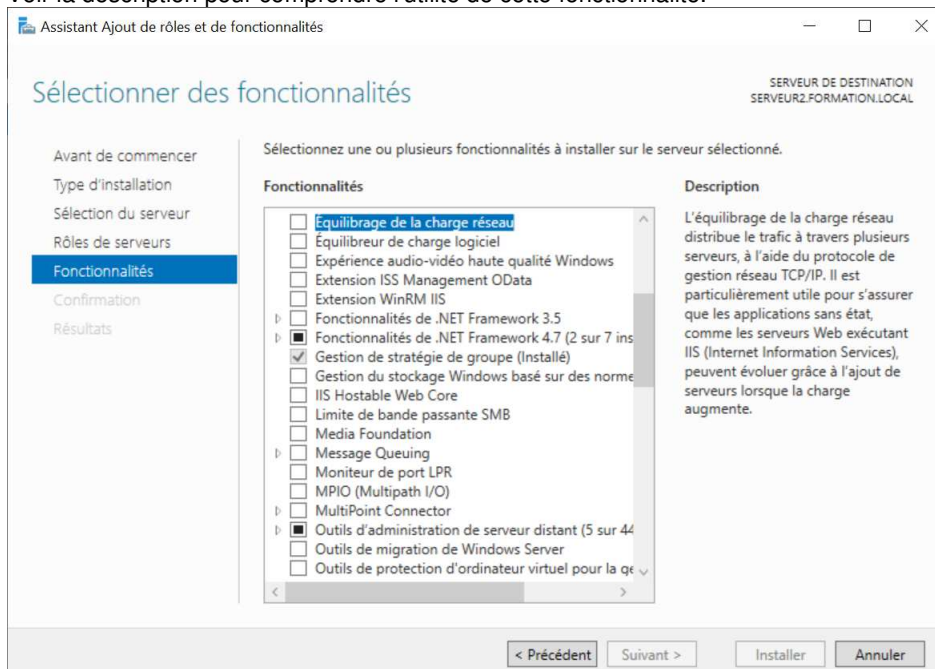 Voir la description pour comprendre l'utilité de cette fonctionnalité.
Assistant Ajout de rôles et de fonctionnalités
Sélectionner des fonctionnalités
SERVEUR DE DESTINATION
SERVEUR2.FORMATION.LOCAL
Avant de commencer
Type d'installation
Sélection du serveur
Rôles de serveurs
Fonctionnalités
Confirmation
Résultats
Sélectionnez une ou plusieurs fonctionnalités à installer sur le serveur sélectionné.
Fonctionnalités
Équilibrage de la charge réseau
Équilibreur de charge logiciel
Expérience audio-vidéo haute qualité Windows
Extension ISS Management OData
Extension WinRM IIS
Fonctionnalités de .NET Framework 3.5
Fonctionnalités de .NET Framework 4.7 (2 sur 7 ins
Gestion de stratégie de groupe (Installé)
Gestion du stockage Windows basé sur des norme
IIS Hostable Web Core
Limite de bande passante SMB
Media Foundation
Message Queuing
Moniteur de port LPR
MPIO (Multipath I/O)
MultiPoint Connector
Outils d'administration de serveur distant (5 sur 44
Outils de migration de Windows Server
Outils de protection d'ordinateur virtuel pour la ge
Description
L'équilibrage de la charge réseau
distribue le trafic à travers plusieurs
serveurs, à l'aide du protocole de
gestion réseau TCP/IP. Il est
particulièrement utile pour s'assurer
que les applications sans état,
comme les serveurs Web exécutant
IIS (Internet Information Services),
peuvent évoluer grâce à l'ajout de
serveurs lorsque la charge
augmente.
< Précédent
Suivant >
Installer
Annuler